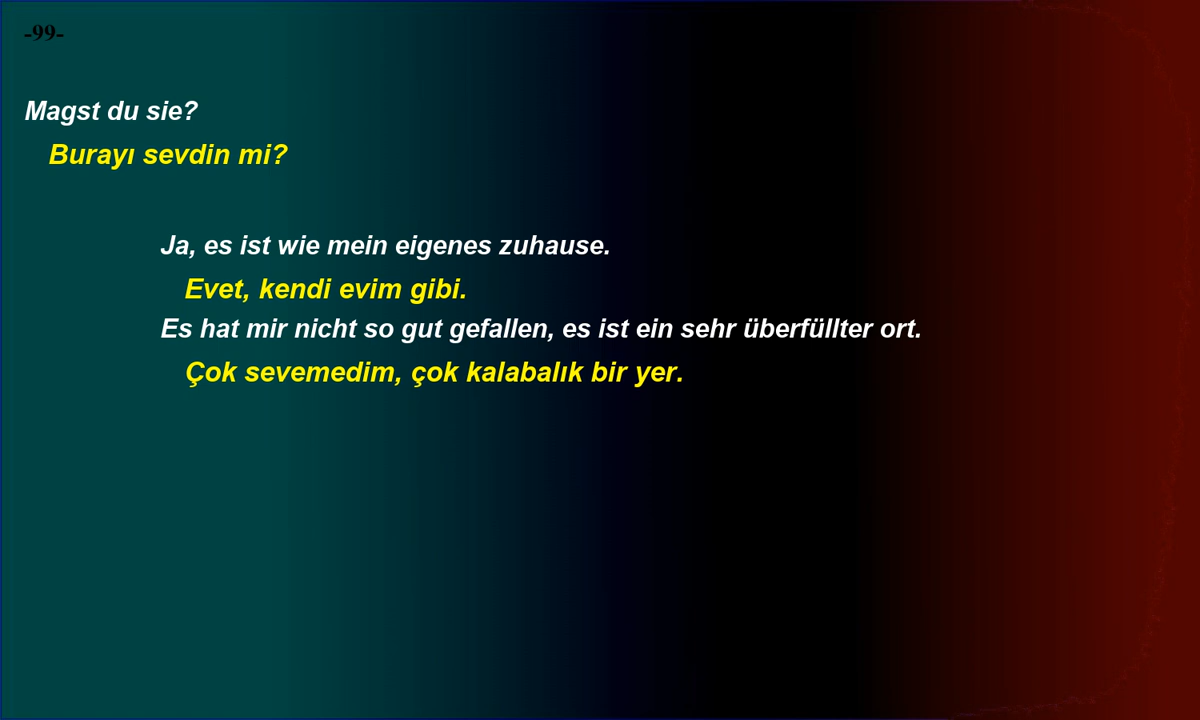 -99-
Magst du sie?
Burayı sevdin mi?
Ja, es ist wie mein eigenes zuhause.
Evet, kendi evim gibi.
Es hat mir nicht so gut gefallen, es ist ein sehr überfüllter ort.
Çok sevemedim, çok kalabalık bir yer.